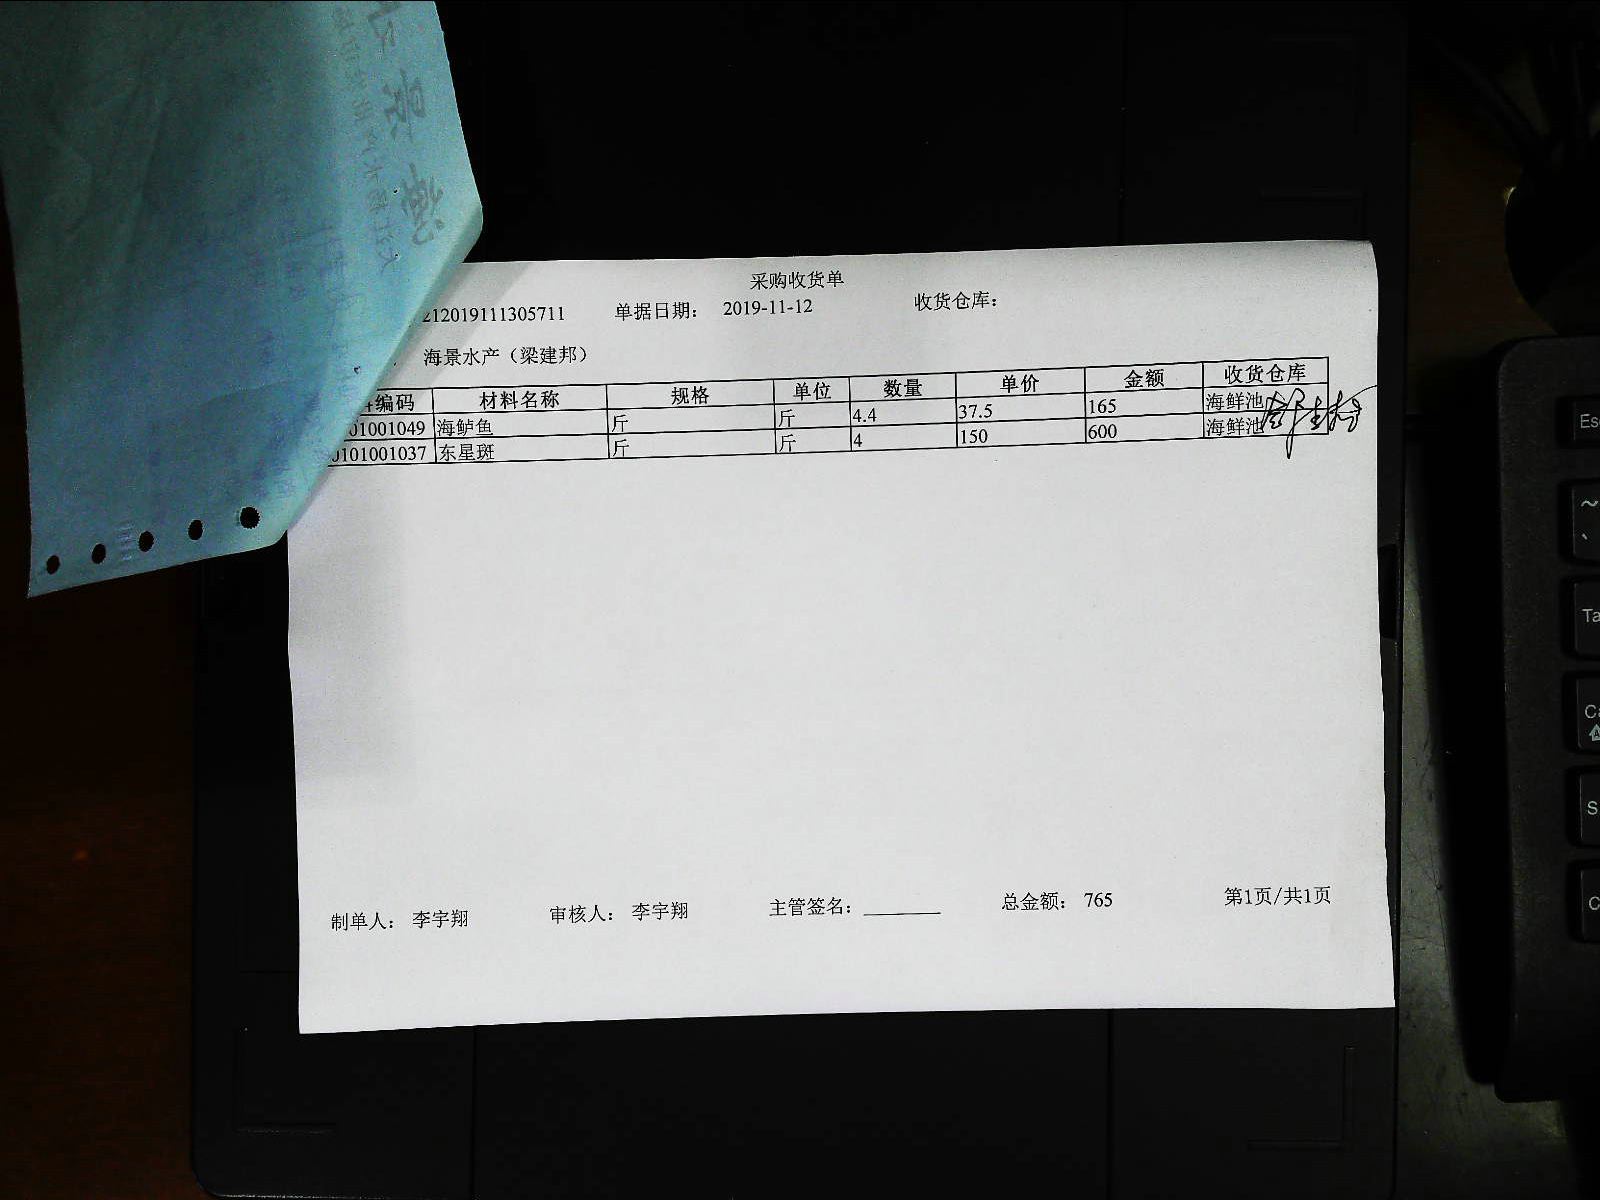 采购收货单
212019111305711 单据日期: 2019-11-12 收货仓库:
海景水产（梁建邦）
编码 材料名称 规格 单位 数量 单价 金额 收货仓库
01001049 海鲈鱼 斤 斤 4.4 37.5 165 海鲜池
0101001037 东星斑 斤 斤 4 150 600 海鲜池
制单人: 李宇翔 审核人: 李宇翔 主管签名: 总金额: 765 第1页/共1页
Esc
~
Ta
Ca
S
C